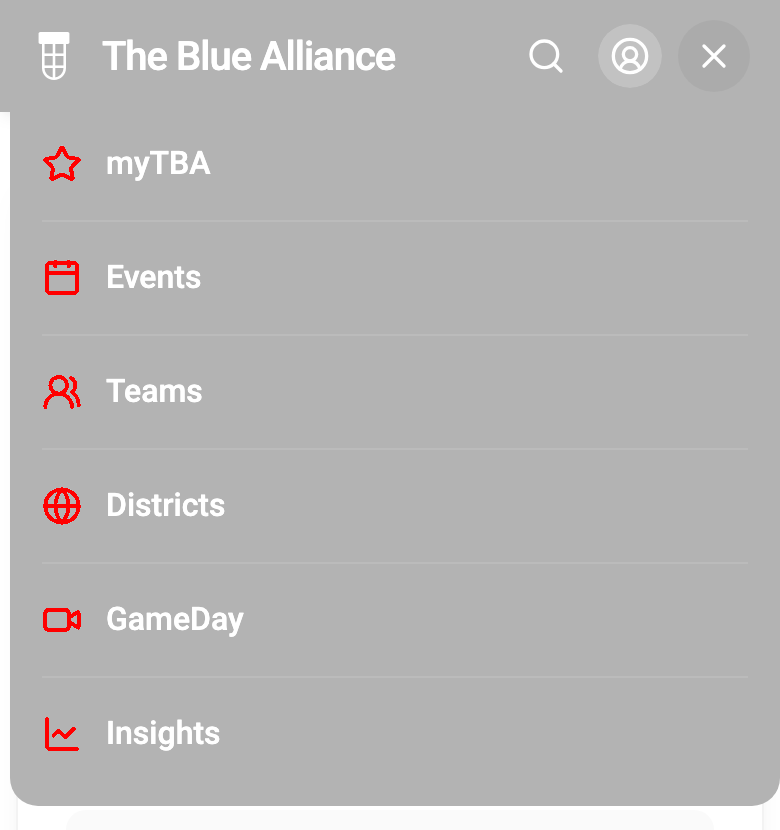 The Blue Alliance
myTBA
Events
Teams
Districts
GameDay
Insights